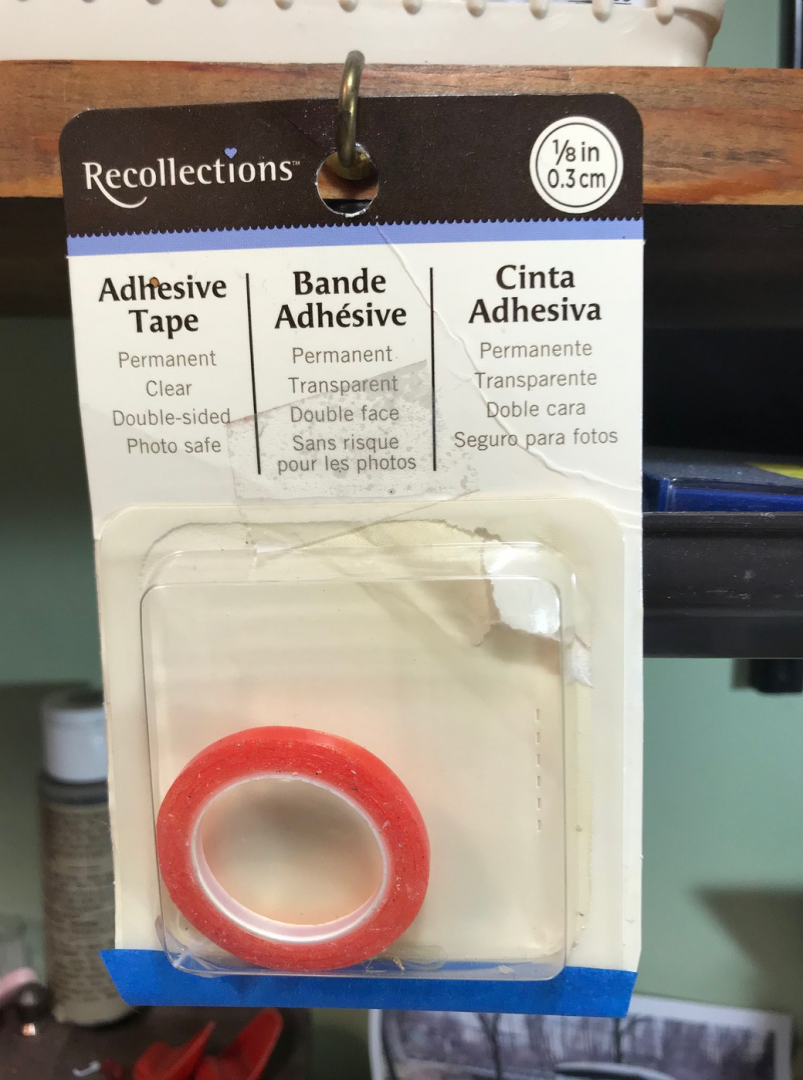 Recollections™
1/8 in
0.3 cm
Adhesive
Tape
Permanent
Clear
Double-sided
Photo safe
Bande
Adhésive
Permanent
Transparent
Double face
Sans risque
pour les photos
Cinta
Adhesiva
Permanente
Transparente
Doble cara
Seguro para fotos